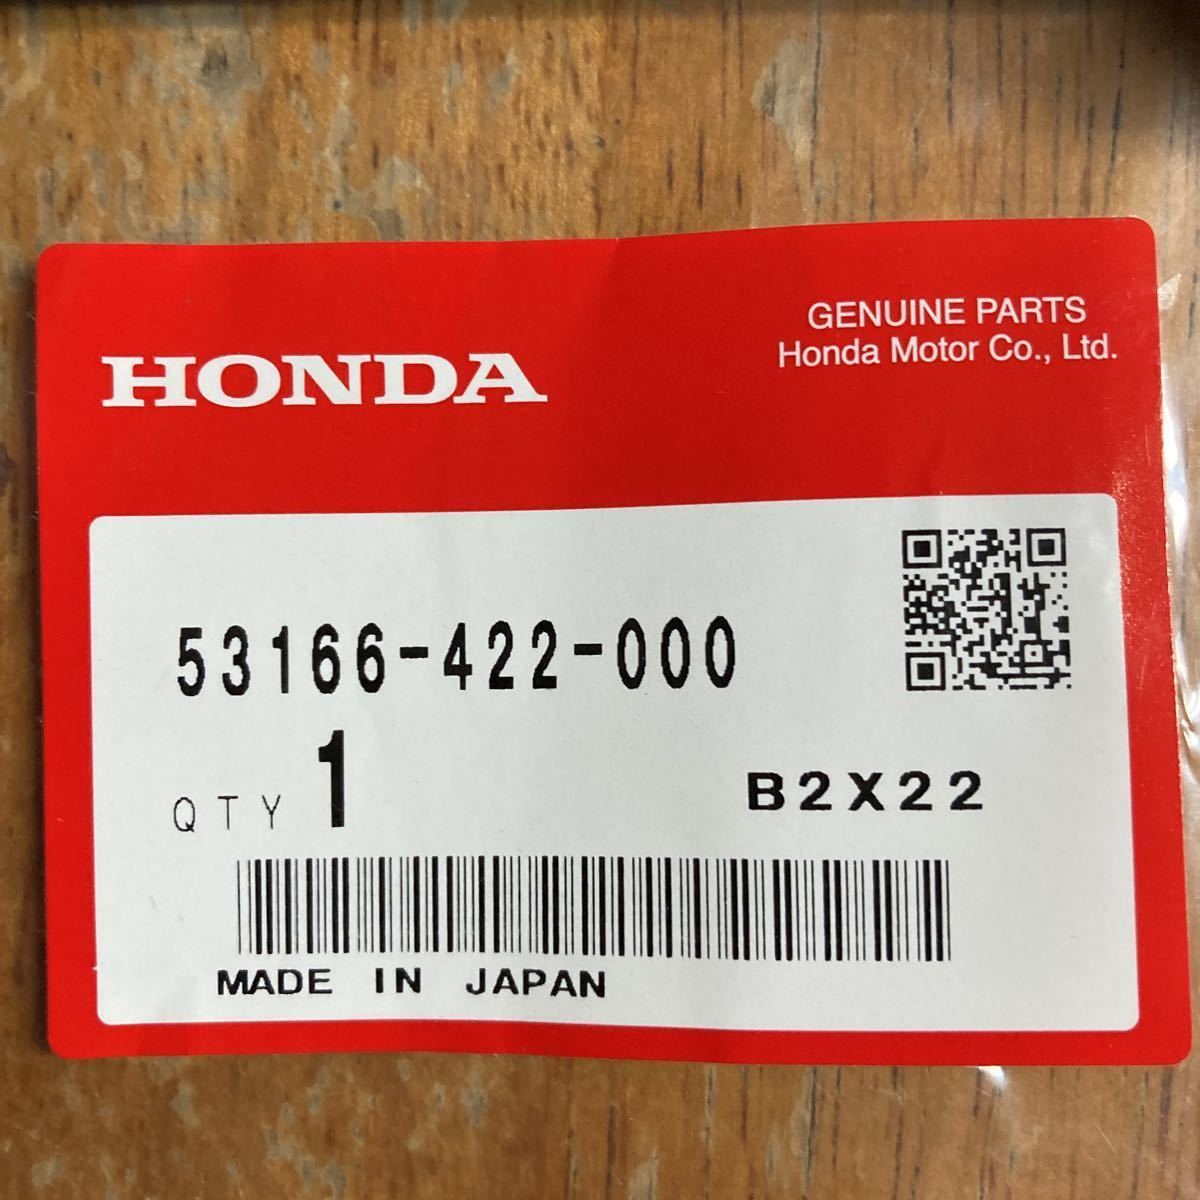 GENUINE PARTS
Honda Motor Co., Ltd.
HONDA
53166-422-000
QTY 1
B2X22
MADE IN JAPAN